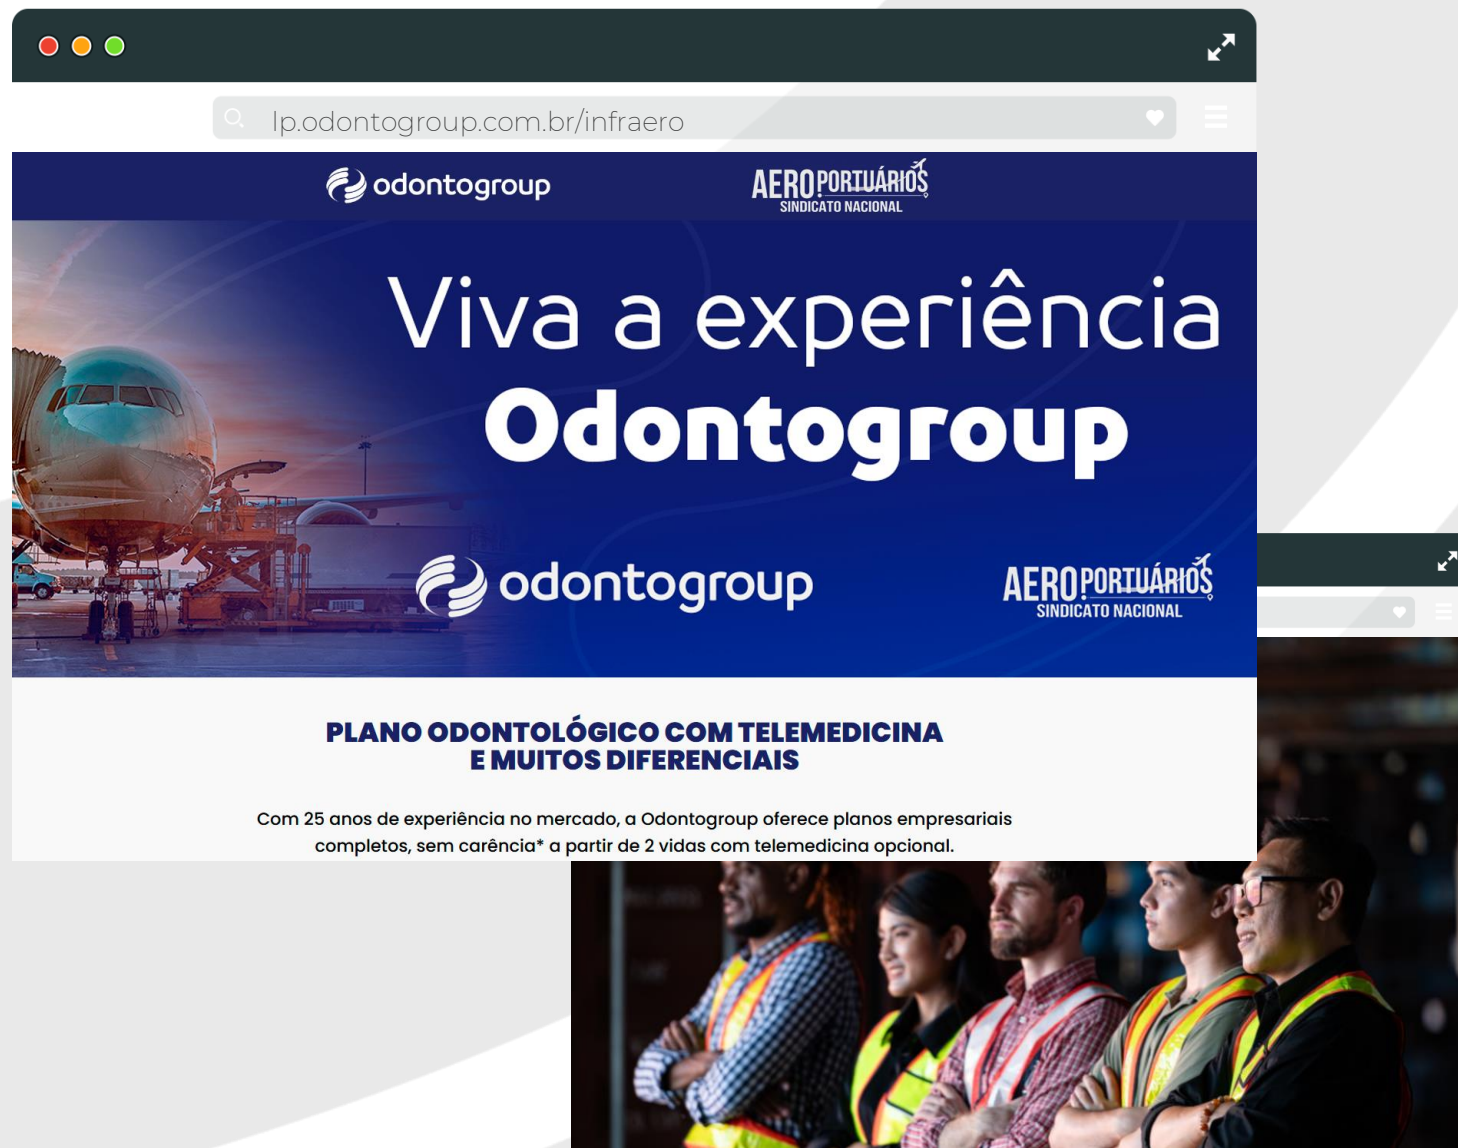 lp.odontogroup.com.br/infraero
odontogroup
AEROPORTUÁRIOS
SINDICATO NACIONAL
Viva a experiência
Odontogroup
odontogroup
AEROPORTUÁRIOS
SINDICATO NACIONAL
PLANO ODONTOLÓGICO COM TELEMEDICINA
E MUITOS DIFERENCIAIS
Com 25 anos de experiência no mercado, a Odontogroup oferece planos empresariais
completos, sem carência* a partir de 2 vidas com telemedicina opcional.